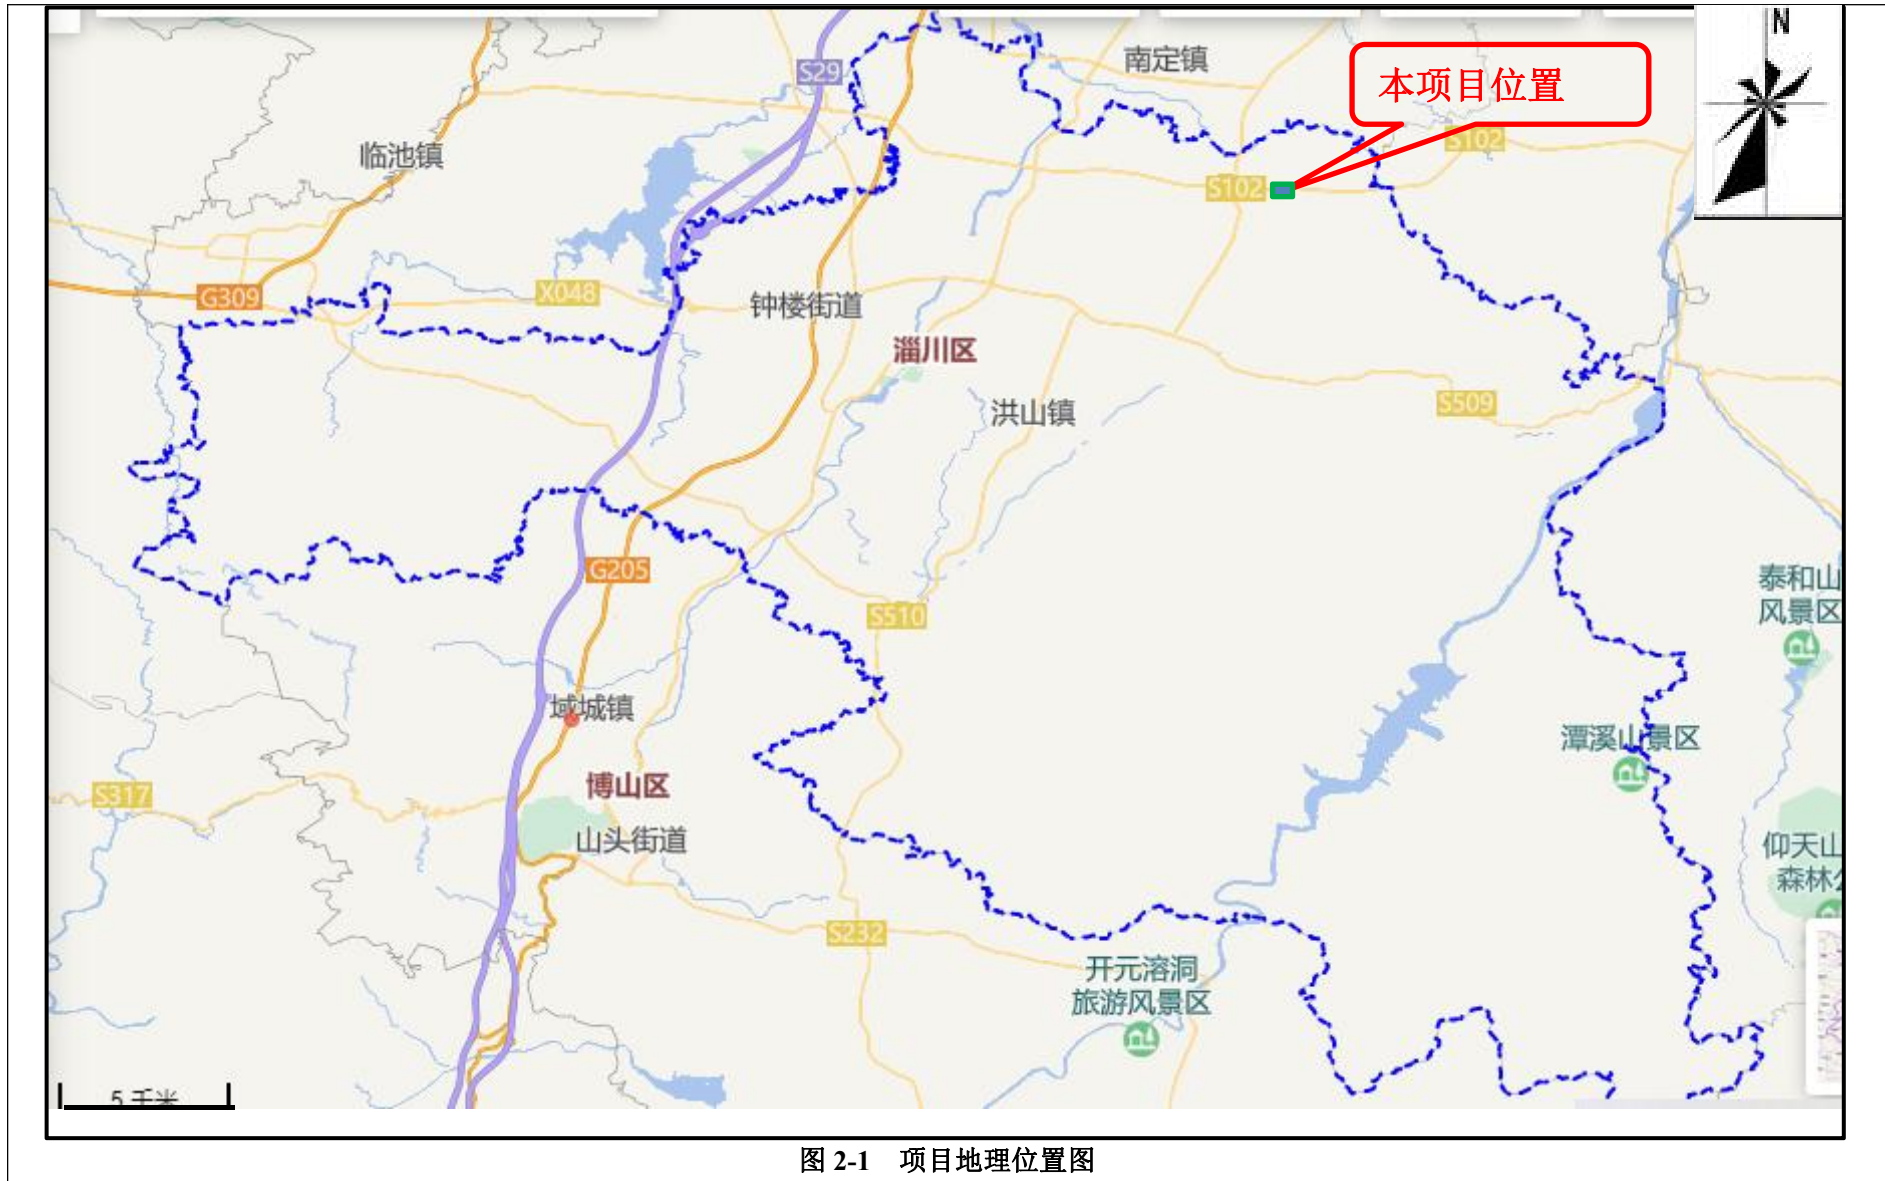 N
南定镇
S29
本项目位置
S102
临池镇
S102
G309
X048
钟楼街道
淄川区
洪山镇
S509
G205
泰和山
风景区
S510
域城镇
潭溪山景区
博山区
S317
山头街道
仰天山
森林公
S232
开元溶洞
旅游风景区
5 千米
图 2-1 项目地理位置图